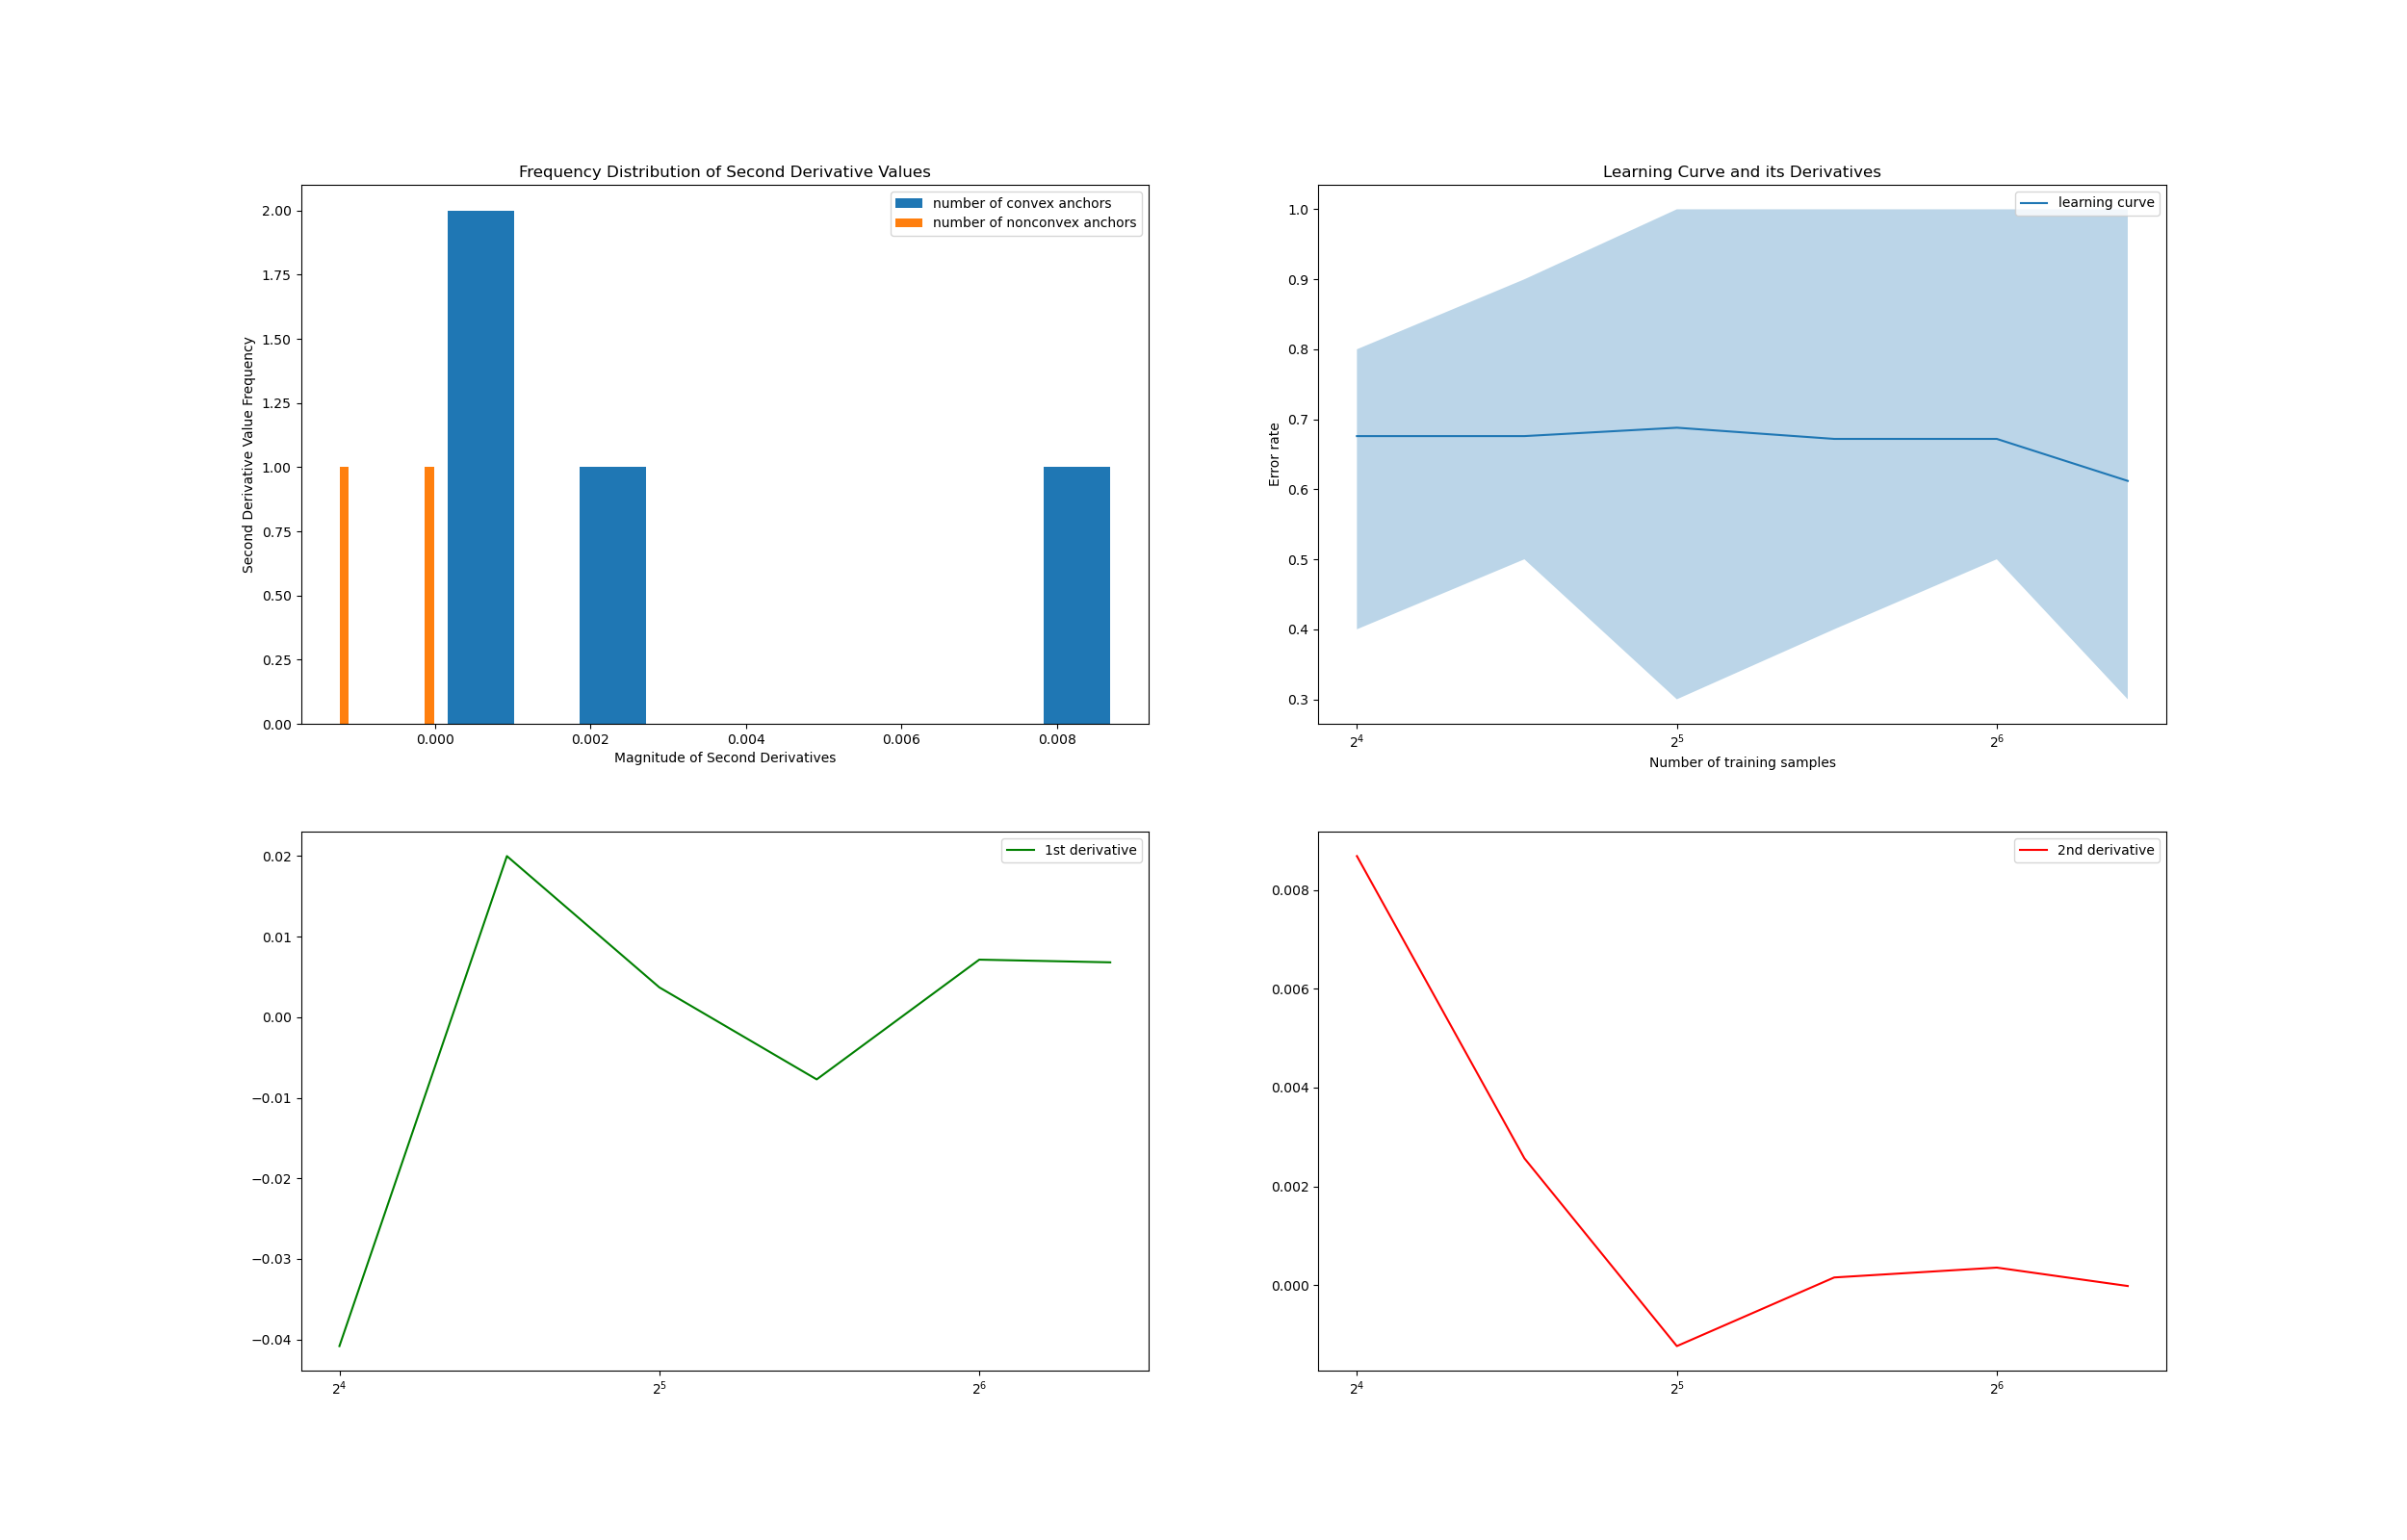 Frequency Distribution of Second Derivative Values
number of convex anchors
number of nonconvex anchors
Second Derivative Value Frequency
2.00
1.75
1.50
1.25
1.00
0.75
0.50
0.25
0.00
0.000 0.002 0.004 0.006 0.008
Magnitude of Second Derivatives
Learning Curve and its Derivatives
learning curve
Error rate
1.0
0.9
0.8
0.7
0.6
0.5
0.4
0.3
2⁴ 2⁵ 2⁶
Number of training samples
1st derivative
0.02
0.01
0.00
−0.01
−0.02
−0.03
−0.04
2⁴ 2⁵ 2⁶
2nd derivative
0.008
0.006
0.004
0.002
0.000
2⁴ 2⁵ 2⁶